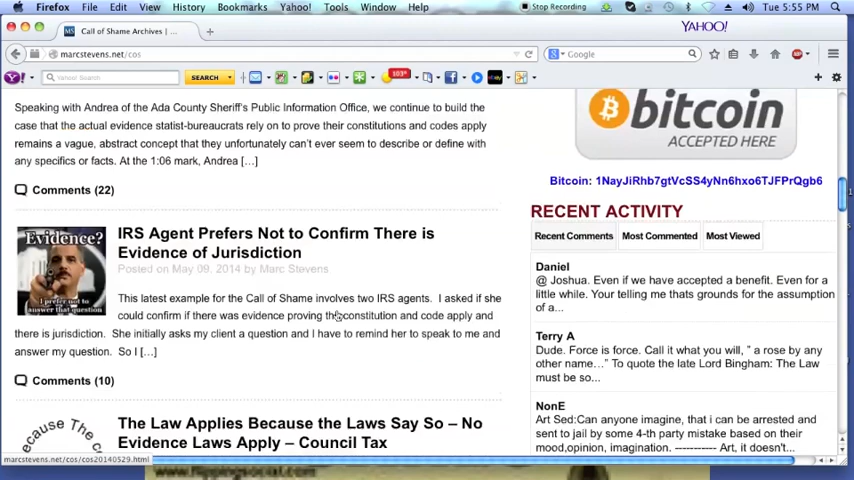 Firefox File Edit View History Bookmarks Yahoo! Tools Window Help
Stop Recording
Tue 5:55 PM
Call of Shame Archives | ...
YAHOO!
marcstevens.net/cos
Google
Yahoo Search
SEARCH
103°
Speaking with Andrea of the Ada County Sheriff's Public Information Office, we continue to build the
case that the actual evidence statist-bureaucrats rely on to prove their constitutions and codes apply
remains a vague, abstract concept that they unfortunately can't ever seem to describe or define with
any specifics or facts. At the 1:06 mark, Andrea [...]
Comments (22)
Evidence?
I prefer not to
answer that question
IRS Agent Prefers Not to Confirm There is
Evidence of Jurisdiction
Posted on May 09, 2014 by Marc Stevens
This latest example for the Call of Shame involves two IRS agents. I asked if she
could confirm if there was evidence proving the constitution and code apply and
there is jurisdiction. She initially asks my client a question and I have to remind her to speak to me and
answer my question. So I [...]
Comments (10)
Because The
The Law Applies Because the Laws Say So – No
Evidence Laws Apply – Council Tax
bitcoin
ACCEPTED HERE
Bitcoin: 1NayJiRhb7gtVcSS4yNn6hxo6TJFPrQgb6
RECENT ACTIVITY
Recent Comments Most Commented Most Viewed
Daniel
@ Joshua. Even if we have accepted a benefit. Even for a
little while. Your telling me thats grounds for the assumption
of a...
Terry A
Dude. Force is force. Call it what you will, " a rose by any
other name..." To quote the late Lord Bingham: The Law
must be so...
NonE
Art Sed:Can anyone imagine, that i can be arrested and
sent to jail by some 4-th party mistake based on their
mood,opinion, imagination. ----------- Art, it doesn't...
marcstevens.net/cos/cos20140529.html
www.flippingsocial.com